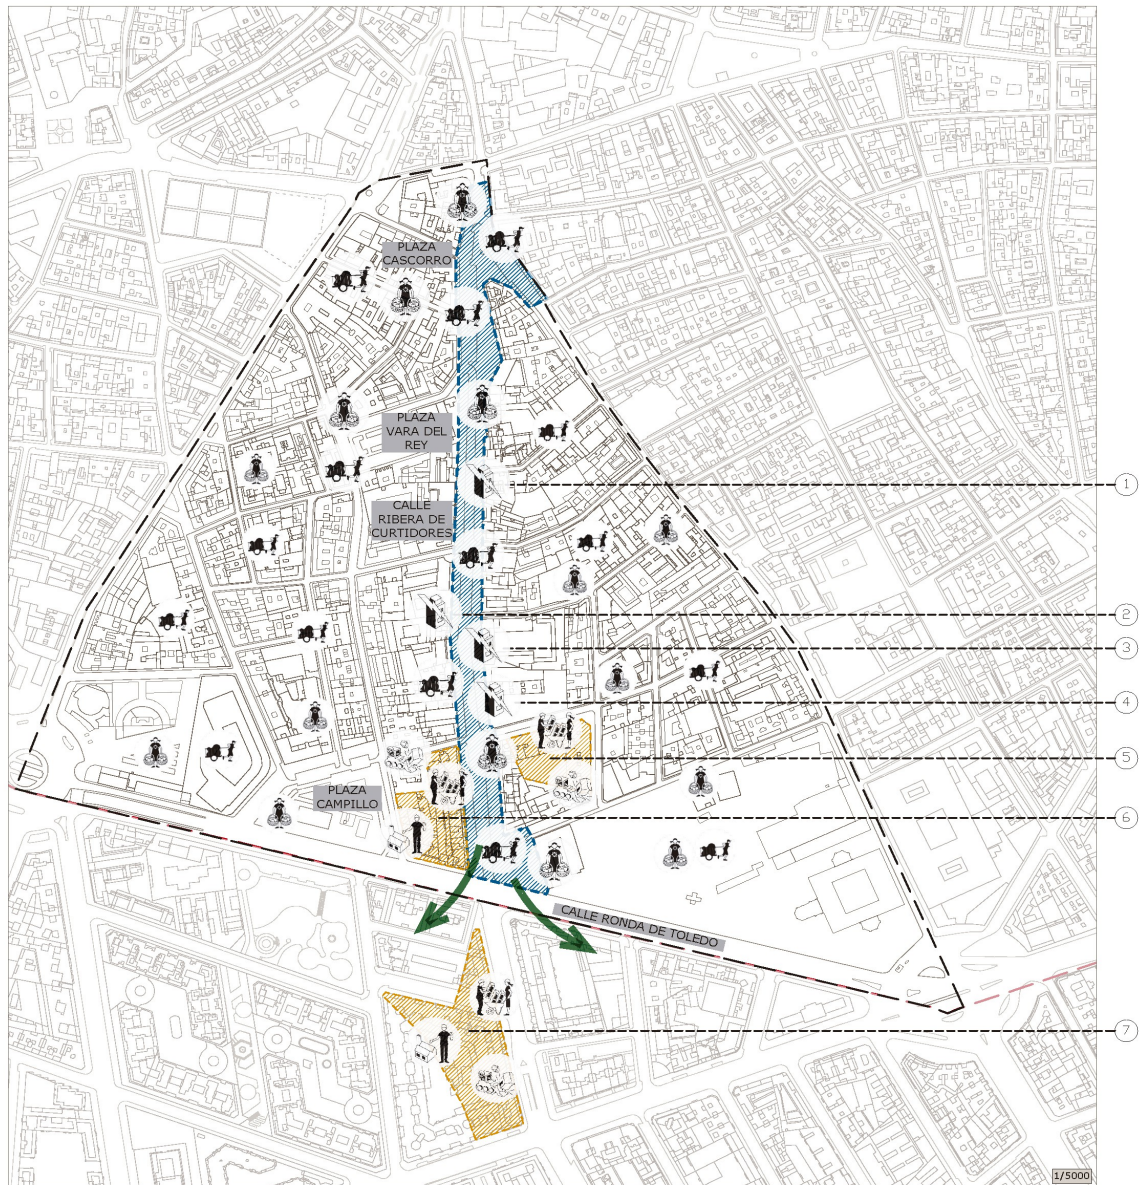 PLAZA
CASCORRO
PLAZA
VARA DEL
REY
1
CALLE
RIBERA DE
CURTIDORES
2
3
4
5
PLAZA
CAMPILLO
6
CALLE RONDA DE TOLEDO
7
1/5000